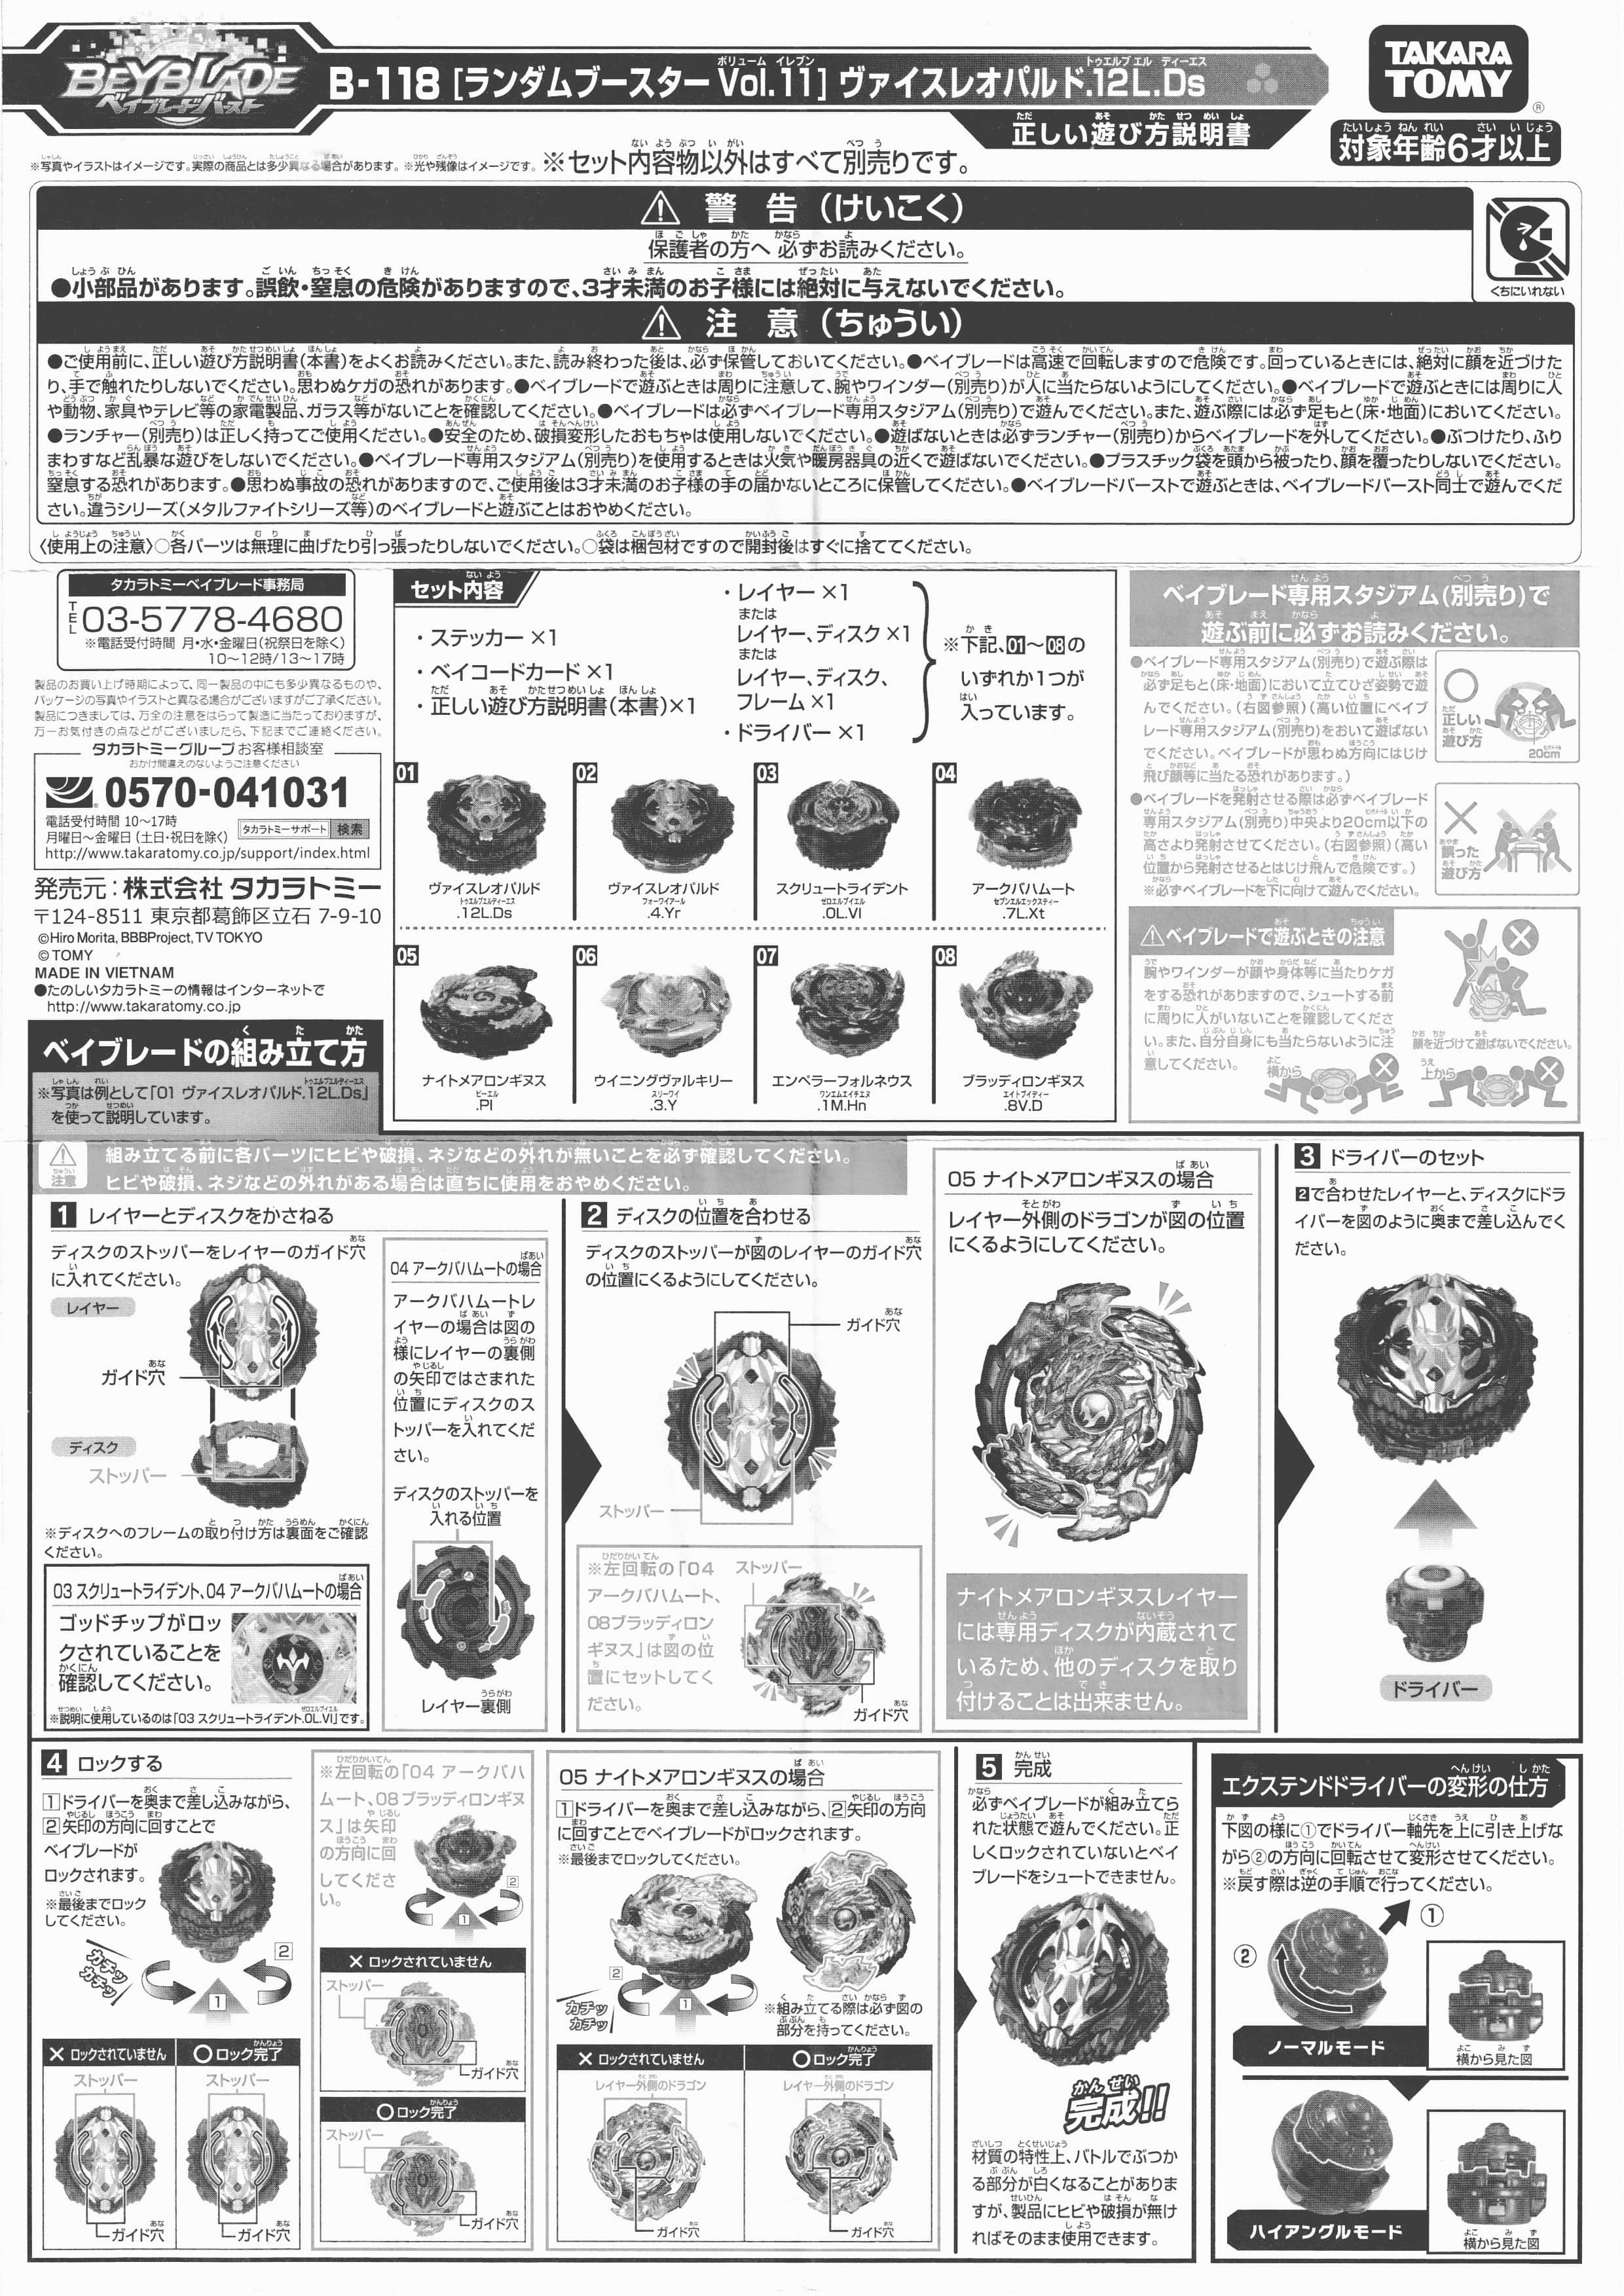 BEYBLADE
ベイブレードバースト
B-118 [ランダムブースター Vol.11] ヴァイスレオパルド.12L.Ds
正しい遊び方説明書
TAKARA
TOMY
®
対象年齢6才以上
※写真やイラストはイメージです。実際の商品とは多少異なる場合があります。※光や残像はイメージです。※セット内容物以外はすべて別売りです。
⚠ 警 告 (けいこく)
保護者の方へ 必ずお読みください。
●小部品があります。誤飲・窒息の危険がありますので、3才未満のお子様には絶対に与えないでください。
くちにいれない
⚠ 注 意 (ちゅうい)
●ご使用前に、正しい遊び方説明書(本書)をよくお読みください。また、読み終わった後は、必ず保管しておいてください。●ベイブレードは高速で回転しますので危険です。回っているときには、絶対に顔を近づけた
り、手で触れたりしないでください。思わぬケガの恐れがあります。●ベイブレードで遊ぶときは周りに注意して、腕やワインダー(別売り)が人に当たらないようにしてください。●ベイブレードで遊ぶときには周りに人
や動物、家具やテレビ等の家電製品、ガラス等がないことを確認してください。●ベイブレードは必ずベイブレード専用スタジアム(別売り)で遊んでください。また、遊ぶ際には必ず足もと(床・地面)においてください。
●ランチャー(別売り)は正しく持ってご使用ください。●安全のため、破損変形したおもちゃは使用しないでください。●遊ばないときは必ずランチャー(別売り)からベイブレードを外してください。●ぶつけたり、ふり
まわすなど乱暴な遊びをしないでください。●ベイブレード専用スタジアム(別売り)を使用するときは火気や暖房器具の近くで遊ばないでください。●プラスチック袋を頭から被ったり、顔を覆ったりしないでください。
窒息する恐れがあります。●思わぬ事故の恐れがありますので、ご使用後は3才未満のお子様の手の届かないところに保管してください。●ベイブレードバーストで遊ぶときは、ベイブレードバースト同士で遊んでくだ
さい。違うシリーズ(メタルファイトシリーズ等)のベイブレードと遊ぶことはおやめください。
〈使用上の注意〉○各パーツは無理に曲げたり引っ張ったりしないでください。○袋は梱包材ですので開封後はすぐに捨ててください。
タカラトミーベイブレード事務局
TEL 03-5778-4680
※電話受付時間 月・水・金曜日(祝祭日を除く)
10〜12時/13〜17時
製品のお買い上げ時期によって、同一製品の中にも多少異なるものや、
パッケージの写真やイラストと異なる場合がございますがご了承ください。
製品につきましては、万全の注意をはらって製造に当たっておりますが、
万一お気付きの点などがございましたら、下記までご連絡ください。
タカラトミーグループ お客様相談室
おかけ間違えのないようご注意ください
0570-041031
電話受付時間 10〜17時
月曜日〜金曜日 (土日・祝日を除く)
タカラトミーサポート 検索
http://www.takaratomy.co.jp/support/index.html
発売元：株式会社 タカラトミー
〒124-8511 東京都葛飾区立石 7-9-10
©Hiro Morita, BBBProject, TV TOKYO
© TOMY
MADE IN VIETNAM
●たのしいタカラトミーの情報はインターネットで
http://www.takaratomy.co.jp
セット内容
・ステッカー ×1
・ベイコードカード ×1
・正しい遊び方説明書(本書)×1
・レイヤー ×1
または
レイヤー、ディスク ×1
または
レイヤー、ディスク、
フレーム ×1
・ドライバー ×1
※下記、01〜08の
いずれか1つが
入っています。
01
ヴァイスレオパルド
.12L.Ds
02
ヴァイスレオパルド
.4.Yr
03
スクリュートライデント
.0L.Vl
04
アークバハムート
.7L.Xt
05
ナイトメアロンギヌス
.Pl
06
ウイニングヴァルキリー
.3.Y
07
エンペラーフォルネウス
.1M.Hn
08
ブラッディロンギヌス
.8V.D
ベイブレード専用スタジアム(別売り)で
遊ぶ前に必ずお読みください。
●ベイブレード専用スタジアム(別売り)で遊ぶ際は
必ず足もと(床・地面)において立てひざ姿勢で遊
んでください。(右図参照)(高い位置にベイブ
レード専用スタジアム(別売り)をおいて遊ばない
でください。ベイブレードが思わぬ方向にはじけ
飛び顔等に当たる恐れがあります。)
正しい
遊び方
20cm
●ベイブレードを発射させる際は必ずベイブレード
専用スタジアム(別売り)中央より20cm以下の
高さより発射させてください。(右図参照)(高い
位置から発射させるとはじけ飛んで危険です。)
※必ずベイブレードを下に向けて遊んでください。
誤った
遊び方
⚠ベイブレードで遊ぶときの注意
腕やワインダーが顔や身体等に当たりケガ
をする恐れがありますので、シュートする前
に周りに人がいないことを確認してくださ
い。また、自分自身にも当たらないように注
意してください。
顔を近づけて遊ばないでください。
横から
上から
ベイブレードの組み立て方
※写真は例として「01 ヴァイスレオパルド.12L.Ds」
を使って説明しています。
⚠
注意
組み立てる前に各パーツにヒビや破損、ネジなどの外れが無いことを必ず確認してください。
ヒビや破損、ネジなどの外れがある場合は直ちに使用をおやめください。
1 レイヤーとディスクをかさねる
ディスクのストッパーをレイヤーのガイド穴
に入れてください。
レイヤー
ガイド穴
ディスク
ストッパー
※ディスクへのフレームの取り付け方は裏面をご確認
ください。
03 スクリュートライデント、04 アークバハムートの場合
ゴッドチップがロッ
クされていることを
確認してください。
※説明に使用しているのは「03 スクリュートライデント.0L.Vl」です。
04 アークバハムートの場合
アークバハムートレ
イヤーの場合は図の
様にレイヤーの裏側
の矢印ではさまれた
位置にディスクのス
トッパーを入れてくだ
さい。
ディスクのストッパーを
入れる位置
レイヤー裏側
2 ディスクの位置を合わせる
ディスクのストッパーが図のレイヤーのガイド穴
の位置にくるようにしてください。
ガイド穴
ストッパー
※左回転の「04
アークバハムート、
08ブラッディロン
ギヌス」は図の位
置にセットしてく
ださい。
ストッパー
ガイド穴
05 ナイトメアロンギヌスの場合
レイヤー外側のドラゴンが図の位置
にくるようにしてください。
ナイトメアロンギヌスレイヤー
には専用ディスクが内蔵されて
いるため、他のディスクを取り
付けることは出来ません。
3 ドライバーのセット
2で合わせたレイヤーと、ディスクにドラ
イバーを図のように奥まで差し込んでく
ださい。
ドライバー
4 ロックする
1ドライバーを奥まで差し込みながら、
2矢印の方向に回すことで
ベイブレードが
ロックされます。
※最後までロック
してください。
カチッ
カチッ
1
2
× ロックされていません
○ロック完了
ストッパー
ストッパー
ガイド穴
ガイド穴
※左回転の「04 アークバハ
ムート、08 ブラッディロンギヌ
ス」は矢印
の方向に回
してくださ
い。
1
2
× ロックされていません
ストッパー
ガイド穴
○ロック完了
ストッパー
ガイド穴
05 ナイトメアロンギヌスの場合
1ドライバーを奥まで差し込みながら、2矢印の方向
に回すことでベイブレードがロックされます。
※最後までロックしてください。
カチッ
カチッ
1
2
※組み立てる際は必ず図の
部分を持ってください。
× ロックされていません
○ロック完了
レイヤー外側のドラゴン
レイヤー外側のドラゴン
ガイド穴
ガイド穴
5 完成
必ずベイブレードが組み立てら
れた状態で遊んでください。正
しくロックされていないとベイ
ブレードをシュートできません。
完成!!
材質の特性上、バトルでぶつか
る部分が白くなることがありま
すが、製品にヒビや破損が無け
ればそのまま使用できます。
エクステンドドライバーの変形の仕方
下図の様に①でドライバー軸先を上に引き上げな
がら②の方向に回転させて変形させてください。
※戻す際は逆の手順で行ってください。
①
②
ノーマルモード
横から見た図
ハイアングルモード
横から見た図